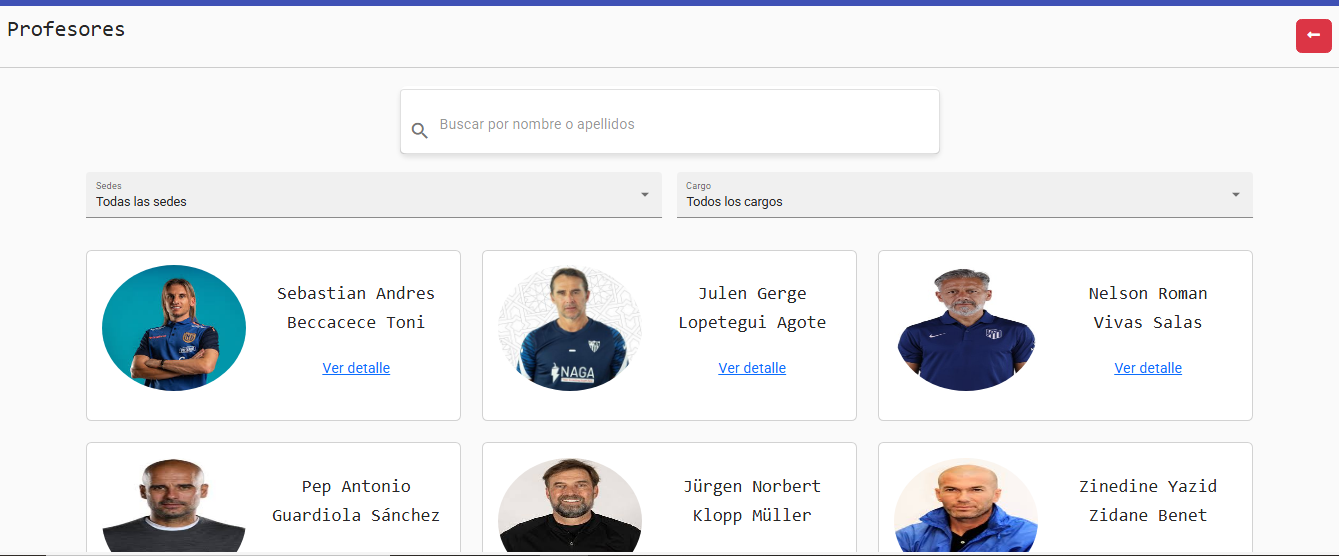 Profesores
Buscar por nombre o apellidos
Sedes
Todas las sedes
Cargo
Todos los cargos
Sebastian Andres
Beccacece Toni
Ver detalle
Julen Gerge
Lopetegui Agote
Ver detalle
NAGA
Nelson Roman
Vivas Salas
Ver detalle
Pep Antonio
Guardiola Sánchez
Jürgen Norbert
Klopp Müller
Zinedine Yazid
Zidane Benet